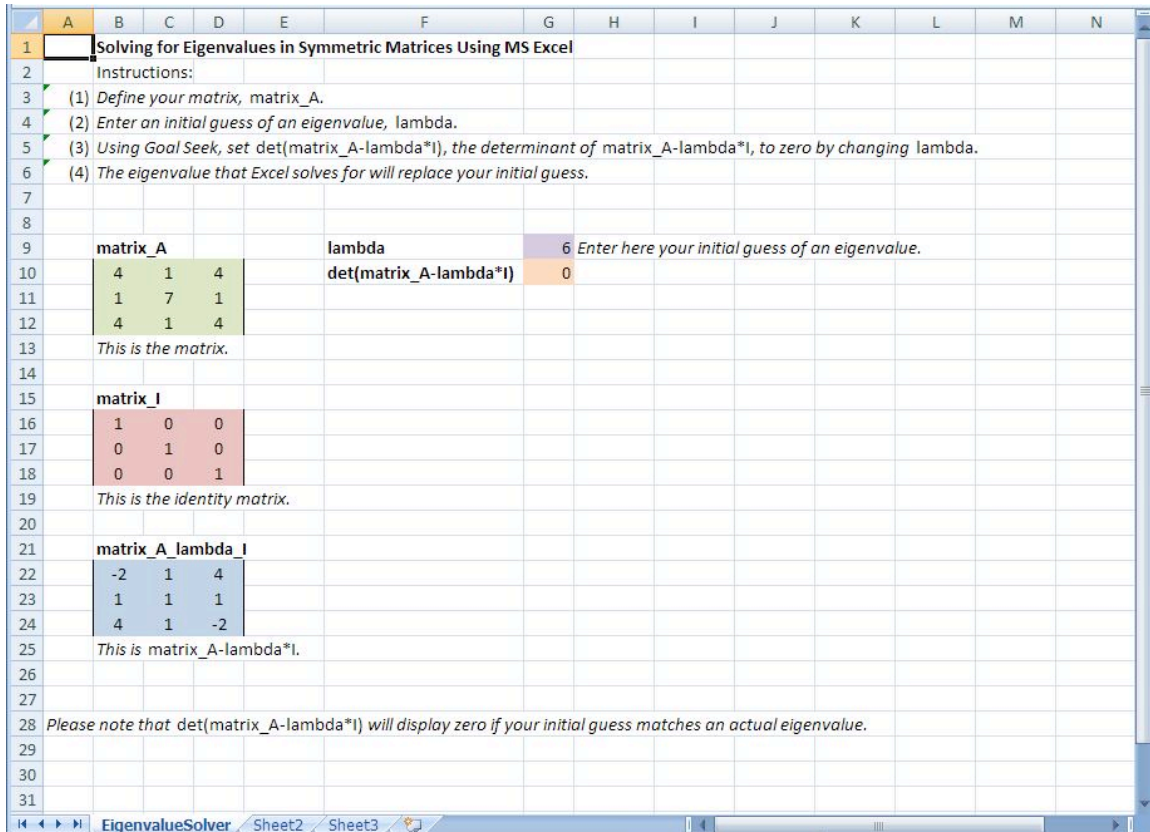 A B C D E F G H I J K L M N
1 Solving for Eigenvalues in Symmetric Matrices Using MS Excel
2 Instructions:
3 (1) Define your matrix, matrix_A.
4 (2) Enter an initial guess of an eigenvalue, lambda.
5 (3) Using Goal Seek, set det(matrix_A-lambda*I), the determinant of matrix_A-lambda*I, to zero by changing lambda.
6 (4) The eigenvalue that Excel solves for will replace your initial guess.
7
8
9 matrix_A lambda 6 Enter here your initial guess of an eigenvalue.
10 4 1 4 det(matrix_A-lambda*I) 0
11 1 7 1
12 4 1 4
13 This is the matrix.
14
15 matrix_I
16 1 0 0
17 0 1 0
18 0 0 1
19 This is the identity matrix.
20
21 matrix_A_lambda_I
22 -2 1 4
23 1 1 1
24 4 1 -2
25 This is matrix_A-lambda*I.
26
27
28 Please note that det(matrix_A-lambda*I) will display zero if your initial guess matches an actual eigenvalue.
29
30
31
EigenvalueSolver Sheet2 Sheet3